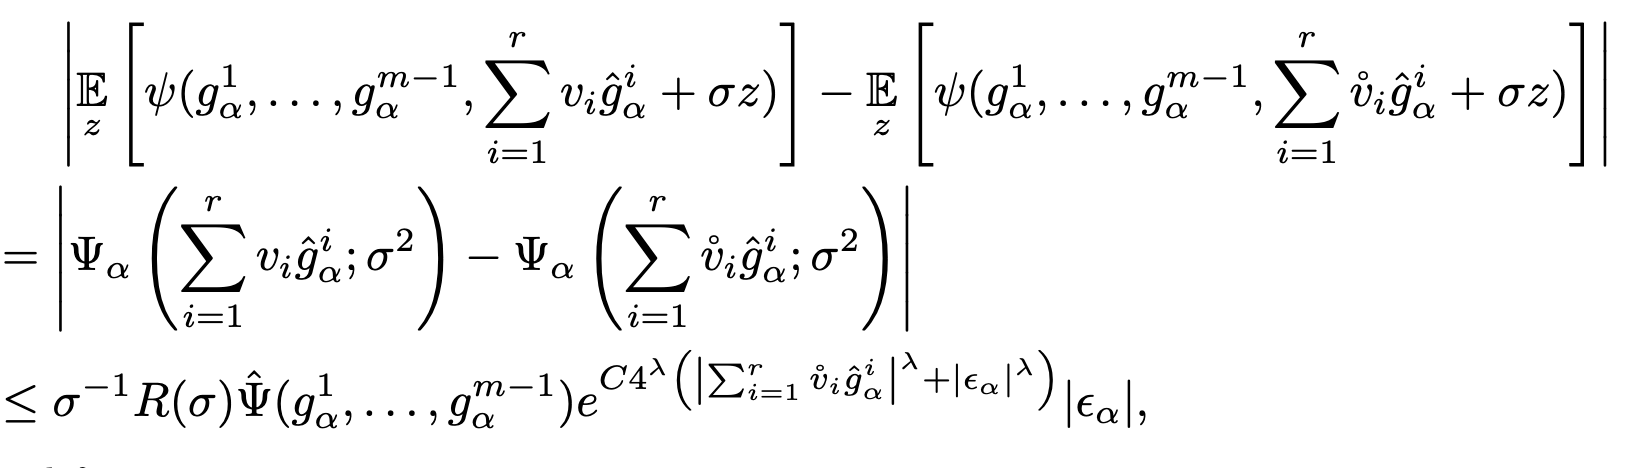 \left| \underset{z}{\mathbb{E}} \left[ \psi(g_\alpha^1, \ldots, g_\alpha^{m-1}, \sum_{i=1}^{r} v_i \hat{g}_\alpha^i + \sigma z) \right] - \underset{z}{\mathbb{E}} \left[ \psi(g_\alpha^1, \ldots, g_\alpha^{m-1}, \sum_{i=1}^{r} \mathring{v}_i \hat{g}_\alpha^i + \sigma z) \right] \right|
= \left| \Psi_\alpha \left( \sum_{i=1}^{r} v_i \hat{g}_\alpha^i; \sigma^2 \right) - \Psi_\alpha \left( \sum_{i=1}^{r} \mathring{v}_i \hat{g}_\alpha^i; \sigma^2 \right) \right|
\leq \sigma^{-1} R(\sigma) \hat{\Psi}(g_\alpha^1, \ldots, g_\alpha^{m-1}) e^{C 4^\lambda \left( \left| \sum_{i=1}^{r} \mathring{v}_i \hat{g}_\alpha^i \right|^\lambda + |\epsilon_\alpha|^\lambda \right)} |\epsilon_\alpha|,